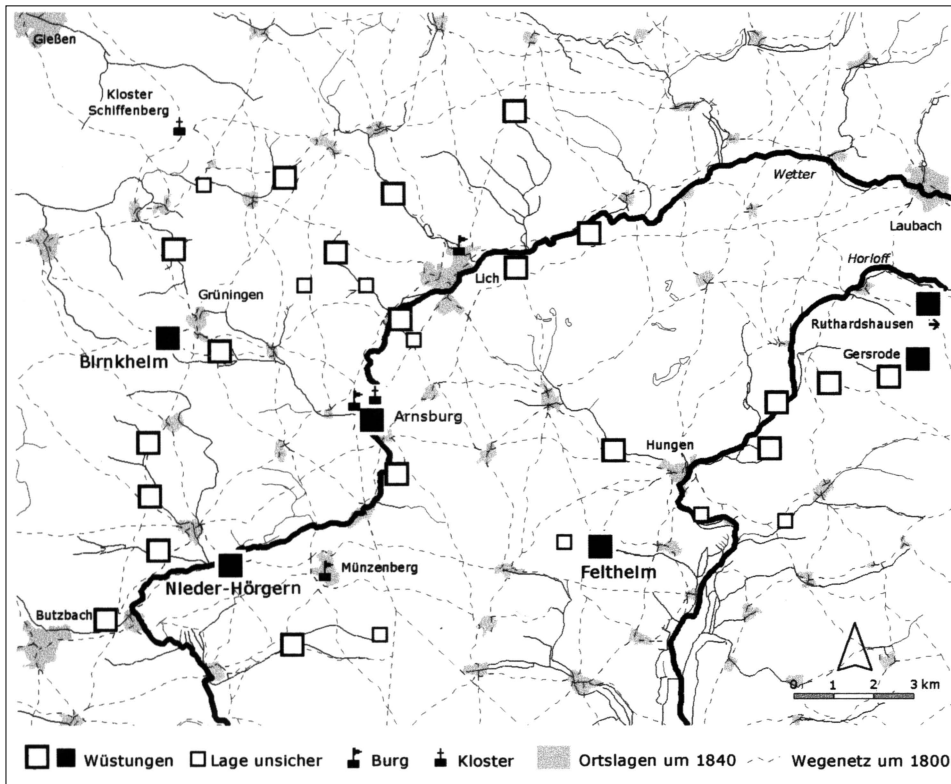 Gießen
Kloster
Schiffenberg
Wetter
Laubach
Lich
Horloff
Grüningen
Ruthardshausen
Birnkheim
Gersrode
Arnsburg
Hungen
Münzenberg
Feltheim
Nieder-Hörgern
Butzbach
0 1 2 3 km
Wüstungen Lage unsicher Burg Kloster Ortslagen um 1840 Wegenetz um 1800